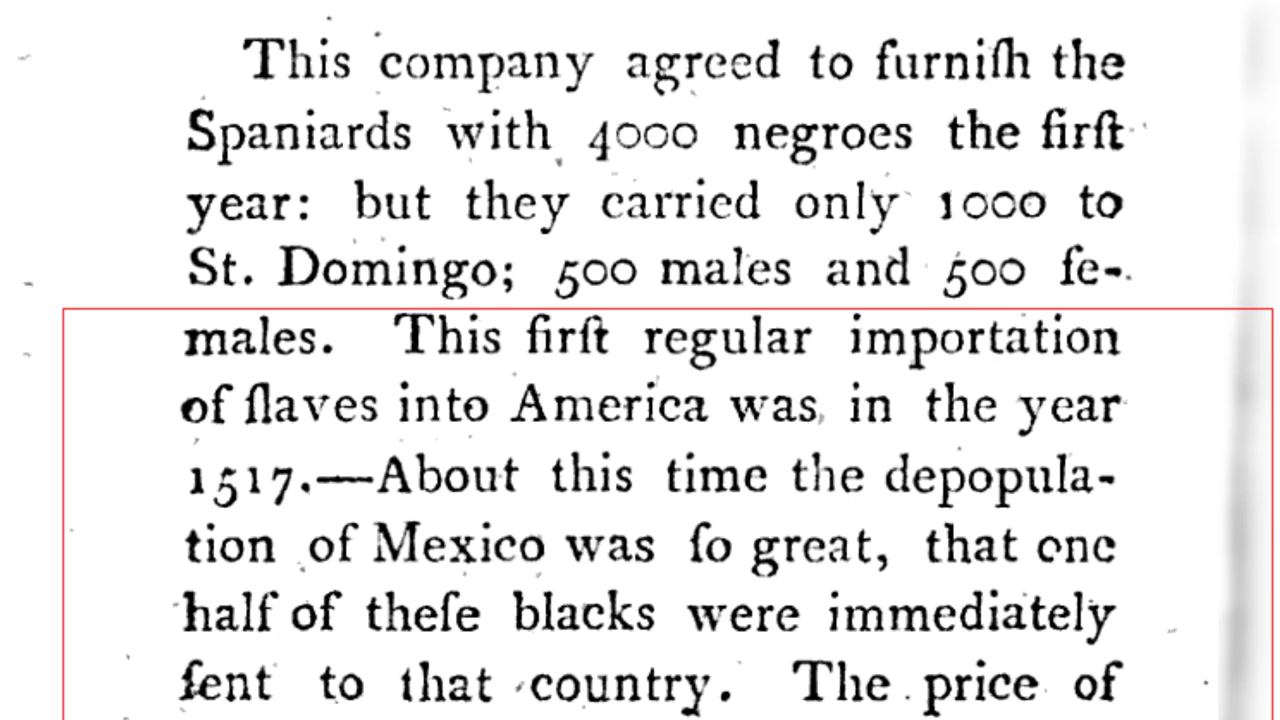 This company agreed to furniſh the
Spaniards with 4000 negroes the firſt
year: but they carried only 1000 to
St. Domingo; 500 males and 500 fe-
males. This firſt regular importation
of ſlaves into America was in the year
1517.—About this time the depopula-
tion of Mexico was ſo great, that one
half of theſe blacks were immediately
ſent to that country. The price of